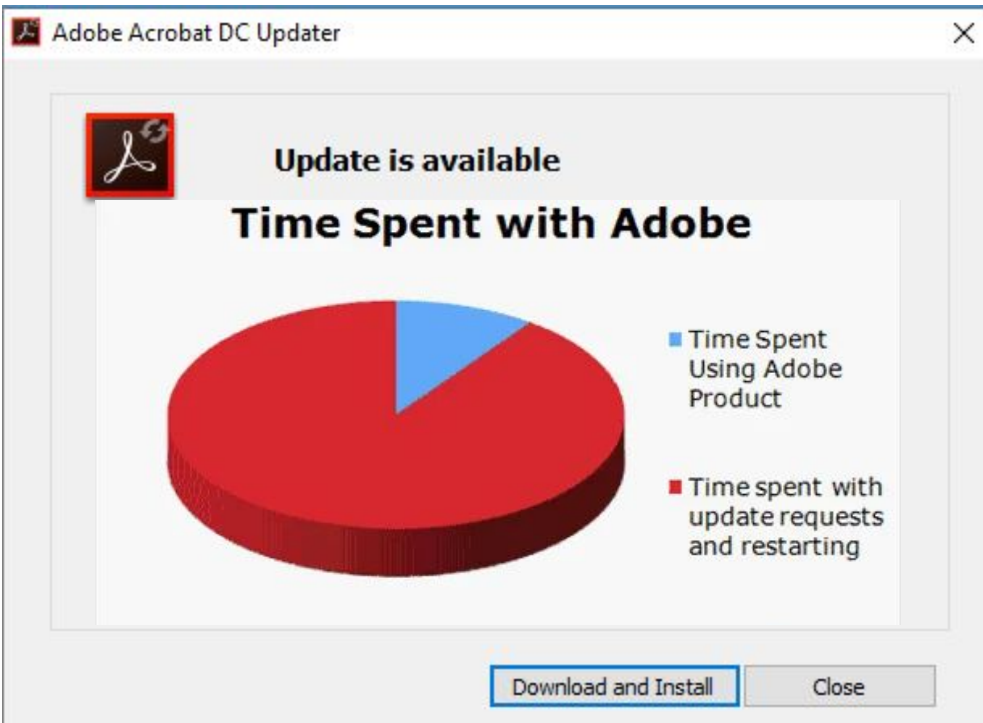 Adobe Acrobat DC Updater
Update is available
Time Spent with Adobe
Time Spent
Using Adobe
Product
Time spent with
update requests
and restarting
Download and Install
Close